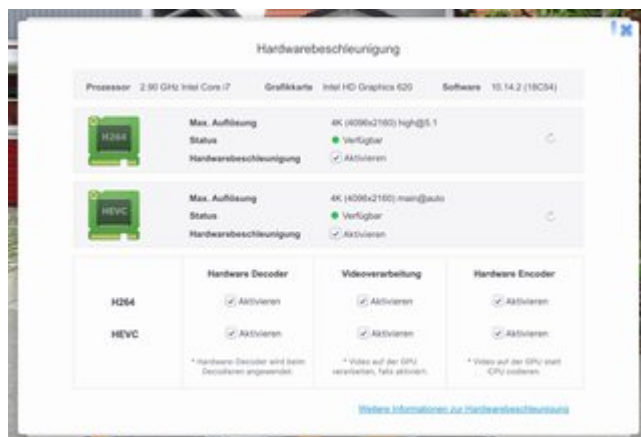 Hardwarebeschleunigung
Prozessor 2.90 GHz Intel Core i7 Grafikkarte Intel HD Graphics 620 Software 10.14.2 (18C54)
H264
Max. Auflösung 4K (4096x2160) high@5.1
Status Verfügbar
Hardwarebeschleunigung Aktivieren
HEVC
Max. Auflösung 4K (4096x2160) main@auto
Status Verfügbar
Hardwarebeschleunigung Aktivieren
Hardware Decoder Videoverarbeitung Hardware Encoder
H264 Aktivieren Aktivieren Aktivieren
HEVC Aktivieren Aktivieren Aktivieren
* Hardware-Decoder wird beim * Video auf der GPU * Video auf der GPU statt
Decodieren angewendet. verarbeiten, falls aktiviert. CPU codieren.
Weitere Informationen zur Hardwarebeschleunigung